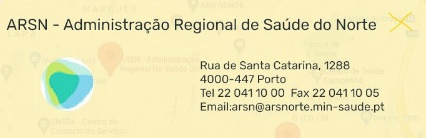 ARSN - Administração Regional de Saúde do Norte
Rua de Santa Catarina, 1288
4000-447 Porto
Tel 22 041 10 00 Fax 22 041 10 05
Email:arsn@arsnorte.min-saude.pt